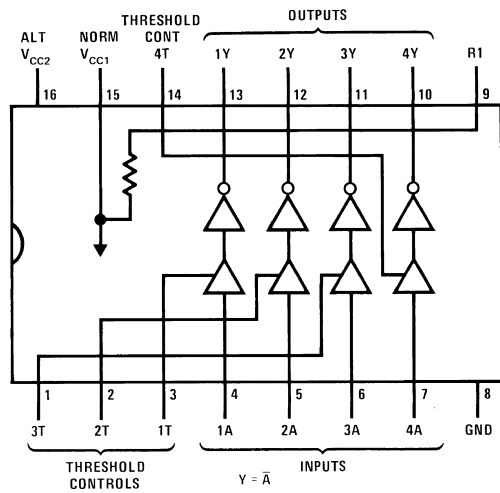 ALT
V_CC2
NORM
V_CC1
THRESHOLD
CONT
4T
OUTPUTS
1Y 2Y 3Y 4Y R1
16 15 14 13 12 11 10 9
1 2 3 4 5 6 7 8
3T 2T 1T 1A 2A 3A 4A GND
THRESHOLD
CONTROLS
INPUTS
Y = A̅